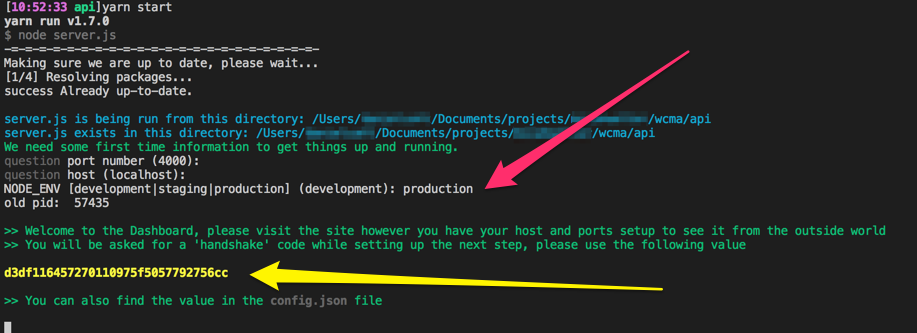 [10:52:33 api]yarn start
yarn run v1.7.0
$ node server.js
-=-=-=-=-=-=-=-=-=-=-=-=-=-=-=-=-=-=-=-=-=-=-
Making sure we are up to date, please wait...
[1/4] Resolving packages...
success Already up-to-date.
server.js is being run from this directory: /Users/ /Documents/projects/ /wcma/api
server.js exists in this directory: /Users/ /Documents/projects/ /wcma/api
We need some first time information to get things up and running.
question port number (4000):
question host (localhost):
NODE_ENV [development|staging|production] (development): production
old pid:  57435
>> Welcome to the Dashboard, please visit the site however you have your host and ports setup to see it from the outside world
>> You will be asked for a 'handshake' code while setting up the next step, please use the following value
d3df116457270110975f5057792756cc
>> You can also find the value in the config.json file